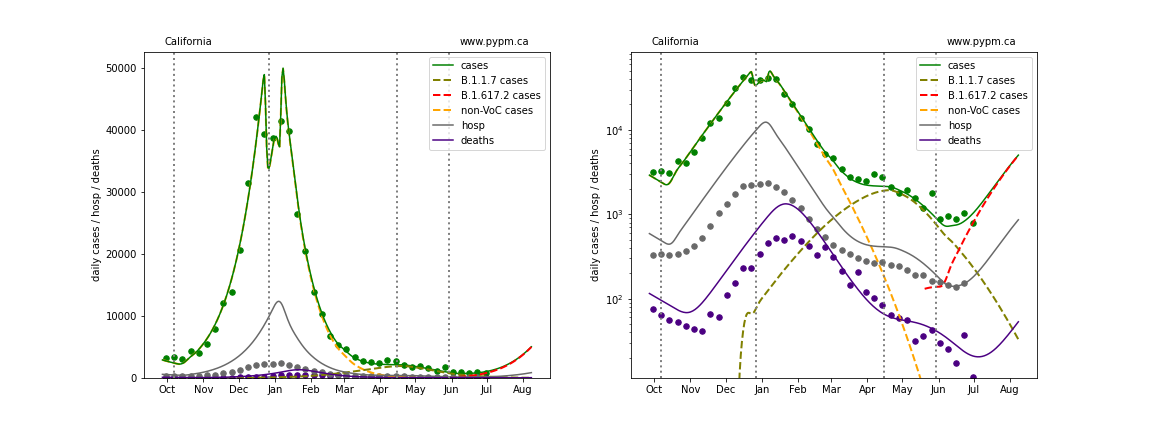 California
www.pypm.ca
cases
B.1.1.7 cases
B.1.617.2 cases
non-VoC cases
hosp
deaths
daily cases / hosp / deaths
50000
40000
30000
20000
10000
0
Oct Nov Dec Jan Feb Mar Apr May Jun Jul Aug
California
www.pypm.ca
cases
B.1.1.7 cases
B.1.617.2 cases
non-VoC cases
hosp
deaths
daily cases / hosp / deaths
10⁴
10³
10²
Oct Nov Dec Jan Feb Mar Apr May Jun Jul Aug